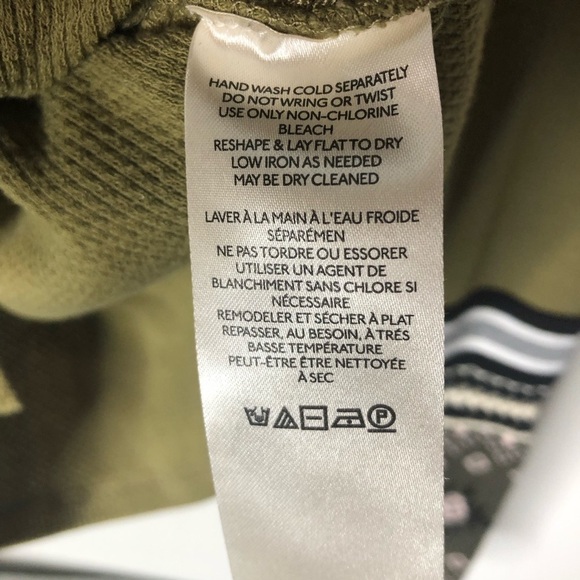 HAND WASH COLD SEPARATELY
DO NOT WRING OR TWIST
USE ONLY NON-CHLORINE
BLEACH
RESHAPE & LAY FLAT TO DRY
LOW IRON AS NEEDED
MAY BE DRY CLEANED
LAVER À LA MAIN À L'EAU FROIDE
SÉPARÉMEN
NE PAS TORDRE OU ESSORER
UTILISER UN AGENT DE
BLANCHIMENT SANS CHLORE SI
NÉCESSAIRE
REMODELER ET SÉCHER À PLAT
REPASSER, AU BESOIN, À TRÉS
BASSE TEMPÉRATURE
PEUT-ÊTRE ÊTRE NETTOYÉE
À SEC
P